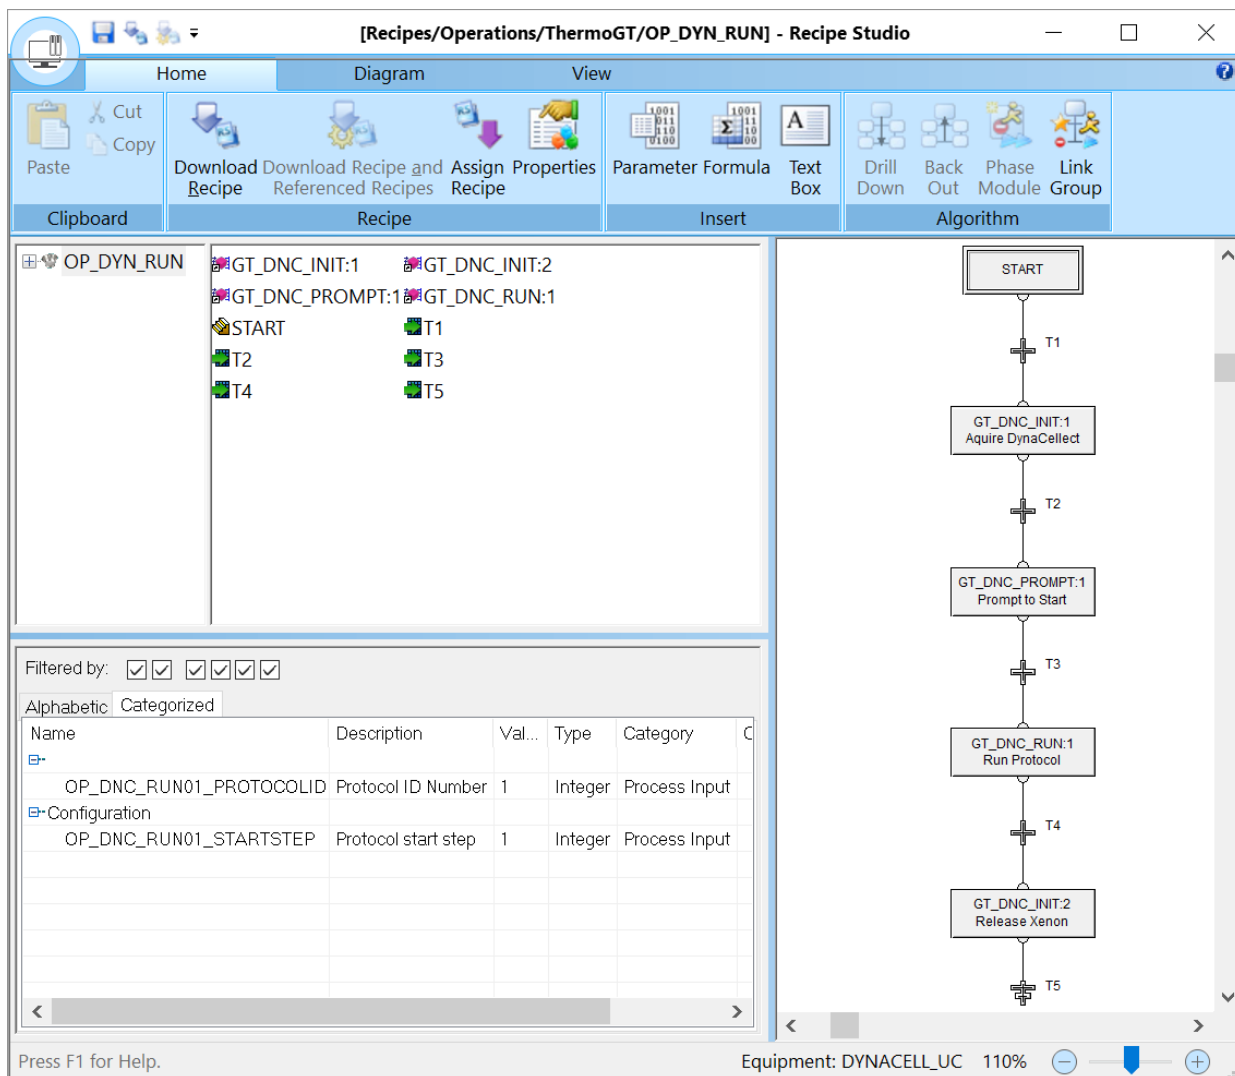 [Recipes/Operations/ThermoGT/OP_DYN_RUN] - Recipe Studio
Home Diagram View
Paste
Cut
Copy
Clipboard
Download Recipe
Download Recipe and Referenced Recipes
Assign Recipe
Properties
Recipe
Parameter
Formula
Text Box
Insert
Drill Down
Back Out
Phase Module
Link Group
Algorithm
OP_DYN_RUN
GT_DNC_INIT:1 GT_DNC_INIT:2
GT_DNC_PROMPT:1 GT_DNC_RUN:1
START T1
T2 T3
T4 T5
Filtered by:
Alphabetic Categorized
Name Description Val... Type Category C
OP_DNC_RUN01_PROTOCOLID Protocol ID Number 1 Integer Process Input
Configuration
OP_DNC_RUN01_STARTSTEP Protocol start step 1 Integer Process Input
START
T1
GT_DNC_INIT:1
Aquire DynaCellect
T2
GT_DNC_PROMPT:1
Prompt to Start
T3
GT_DNC_RUN:1
Run Protocol
T4
GT_DNC_INIT:2
Release Xenon
T5
Press F1 for Help.
Equipment: DYNACELL_UC 110%